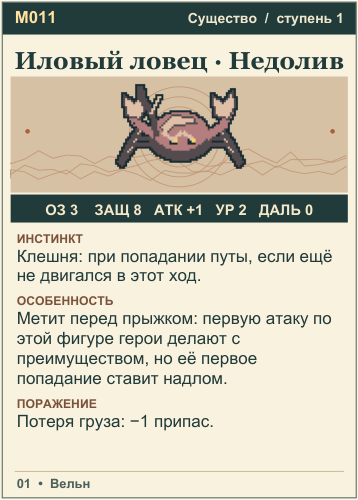 M011
Существо / ступень 1
Иловый ловец · Недолив
ОЗ 3 ЗАЩ 8 АТК +1 УР 2 ДАЛЬ 0
ИНСТИНКТ
Клешня: при попадании путы, если ещё
не двигался в этот ход.
ОСОБЕННОСТЬ
Метит перед прыжком: первую атаку по
этой фигуре герои делают с
преимуществом, но её первое
попадание ставит надлом.
ПОРАЖЕНИЕ
Потеря груза: −1 припас.
01 • Вельн